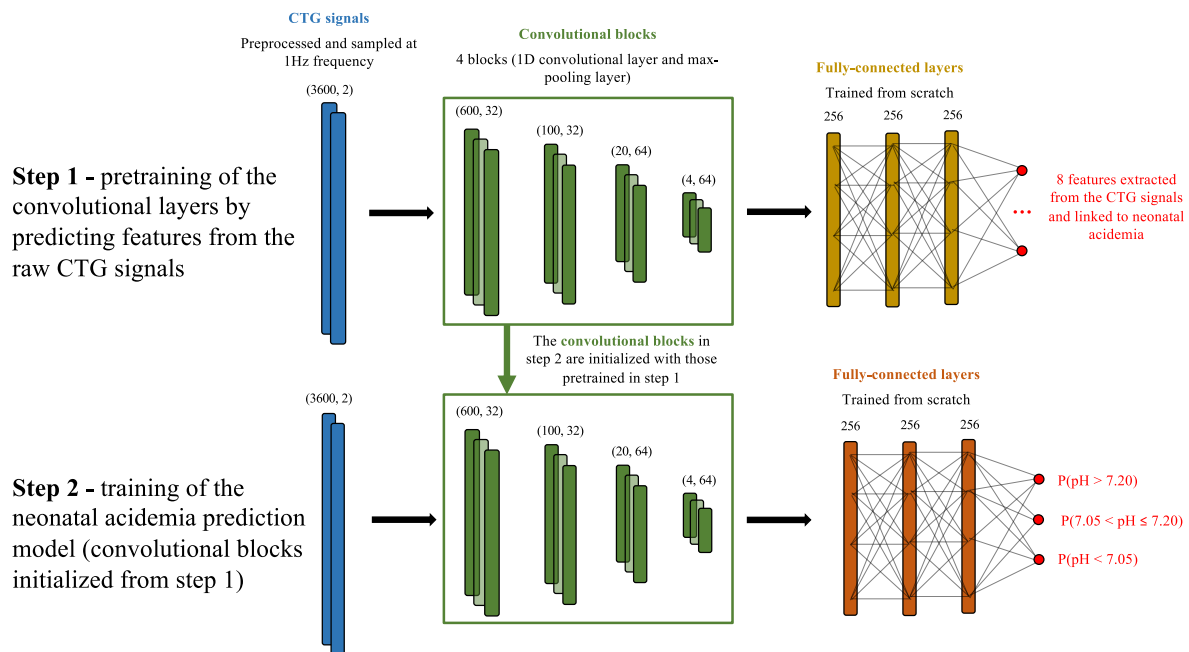 CTG signals
Preprocessed and sampled at
1Hz frequency
(3600, 2)
Convolutional blocks
4 blocks (1D convolutional layer and max-
pooling layer)
(600, 32)
(100, 32)
(20, 64)
(4, 64)
Fully-connected layers
Trained from scratch
256
256
256
Step 1 - pretraining of the
convolutional layers by
predicting features from the
raw CTG signals
8 features extracted
from the CTG signals
and linked to neonatal
acidemia
...
The convolutional blocks in
step 2 are initialized with those
pretrained in step 1
(3600, 2)
(600, 32)
(100, 32)
(20, 64)
(4, 64)
Fully-connected layers
Trained from scratch
256
256
256
Step 2 - training of the
neonatal acidemia prediction
model (convolutional blocks
initialized from step 1)
P(pH > 7.20)
P(7.05 < pH ≤ 7.20)
P(pH < 7.05)